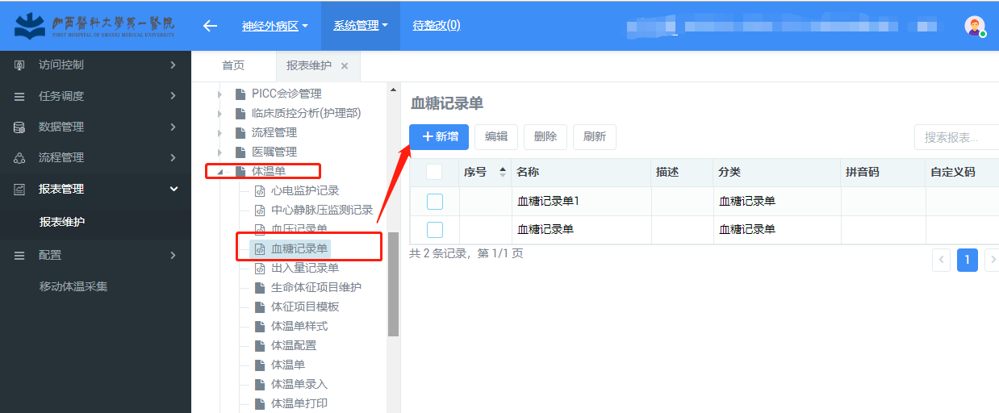 山西醫科大學第一醫院
FIRST HOSPITAL OF SHANXI MEDICAL UNIVERSITY
神经外病区
系统管理
待整改(0)
访问控制
任务调度
数据管理
流程管理
报表管理
报表维护
配置
移动体温采集
首页
报表维护 ×
PICC会诊管理
临床质控分析(护理部)
流程管理
医嘱管理
体温单
心电监护记录
中心静脉压监测记录
血压记录单
血糖记录单
出入量记录单
生命体征项目维护
体征项目模板
体温单样式
体温配置
体温单
体温单录入
体温单打印
血糖记录单
+新增 编辑 删除 刷新
搜索报表...
序号 名称 描述 分类 拼音码 自定义码
血糖记录单1 血糖记录单
血糖记录单 血糖记录单
共 2 条记录，第 1/1 页
1